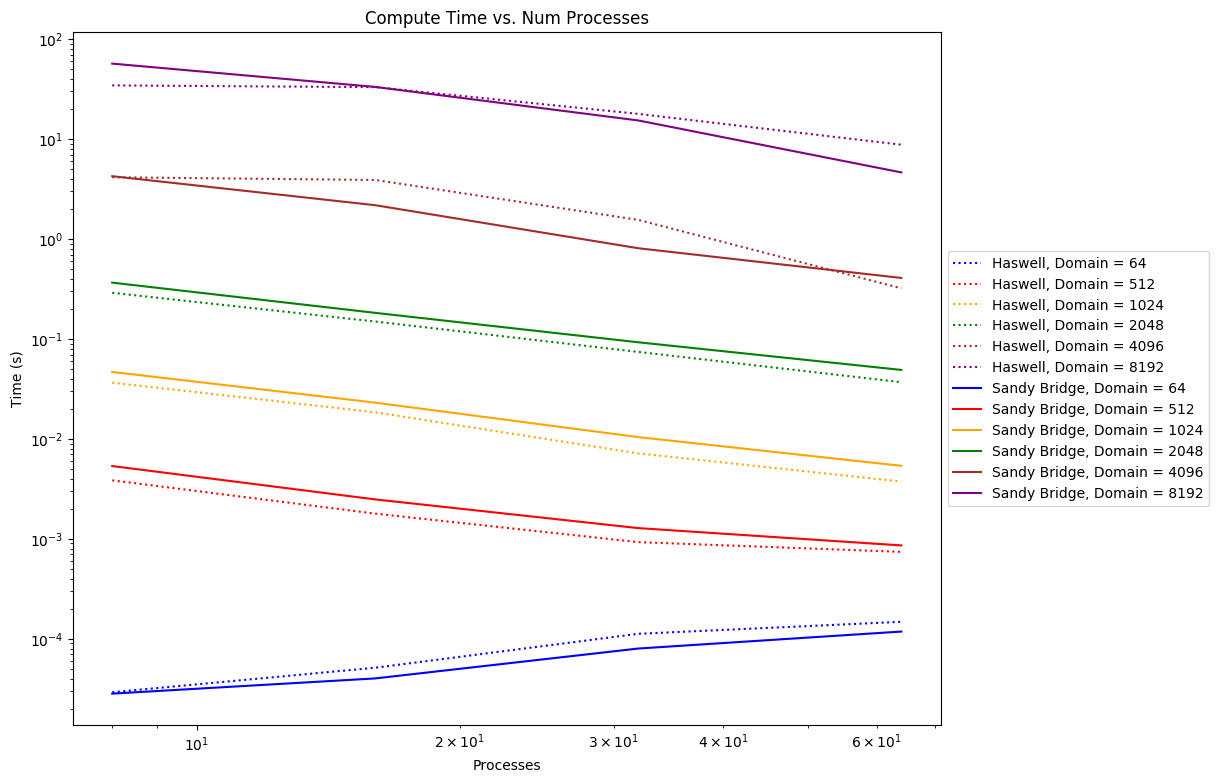 Compute Time vs. Num Processes
10²
10¹
10⁰
10⁻¹
10⁻²
10⁻³
10⁻⁴
Time (s)
10¹
2 × 10¹
3 × 10¹
4 × 10¹
6 × 10¹
Processes
Haswell, Domain = 64
Haswell, Domain = 512
Haswell, Domain = 1024
Haswell, Domain = 2048
Haswell, Domain = 4096
Haswell, Domain = 8192
Sandy Bridge, Domain = 64
Sandy Bridge, Domain = 512
Sandy Bridge, Domain = 1024
Sandy Bridge, Domain = 2048
Sandy Bridge, Domain = 4096
Sandy Bridge, Domain = 8192